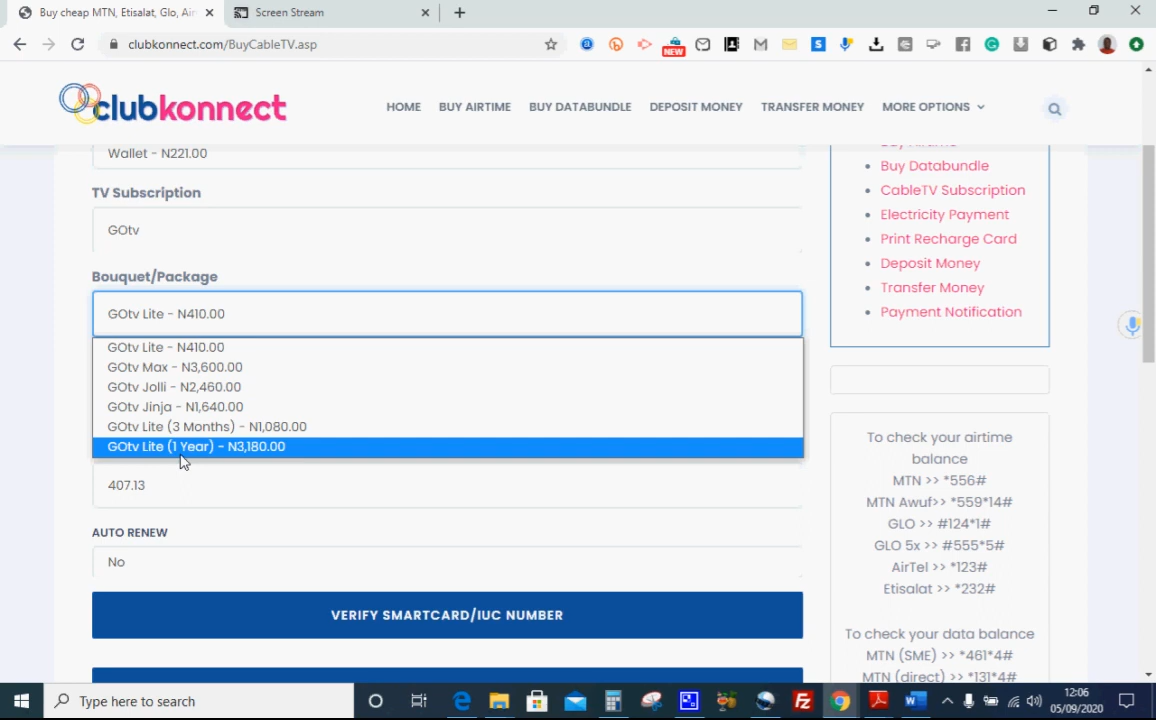 Buy cheap MTN, Etisalat, Glo, Air
Screen Stream
clubkonnect.com/BuyCableTV.asp
NEW
clubkonnect
HOME
BUY AIRTIME
BUY DATABUNDLE
DEPOSIT MONEY
TRANSFER MONEY
MORE OPTIONS
Wallet - N221.00
TV Subscription
GOtv
Bouquet/Package
GOtv Lite - N410.00
GOtv Lite - N410.00
GOtv Max - N3,600.00
GOtv Jolli - N2,460.00
GOtv Jinja - N1,640.00
GOtv Lite (3 Months) - N1,080.00
GOtv Lite (1 Year) - N3,180.00
407.13
AUTO RENEW
No
VERIFY SMARTCARD/IUC NUMBER
Buy Airtime
Buy Databundle
CableTV Subscription
Electricity Payment
Print Recharge Card
Deposit Money
Transfer Money
Payment Notification
To check your airtime
balance
MTN >> *556#
MTN Awuf>> *559*14#
GLO >> #124*1#
GLO 5x >> #555*5#
AirTel >> *123#
Etisalat >> *232#
To check your data balance
MTN (SME) >> *461*4#
MTN (direct) >> *131*4#
Type here to search
12:06
05/09/2020